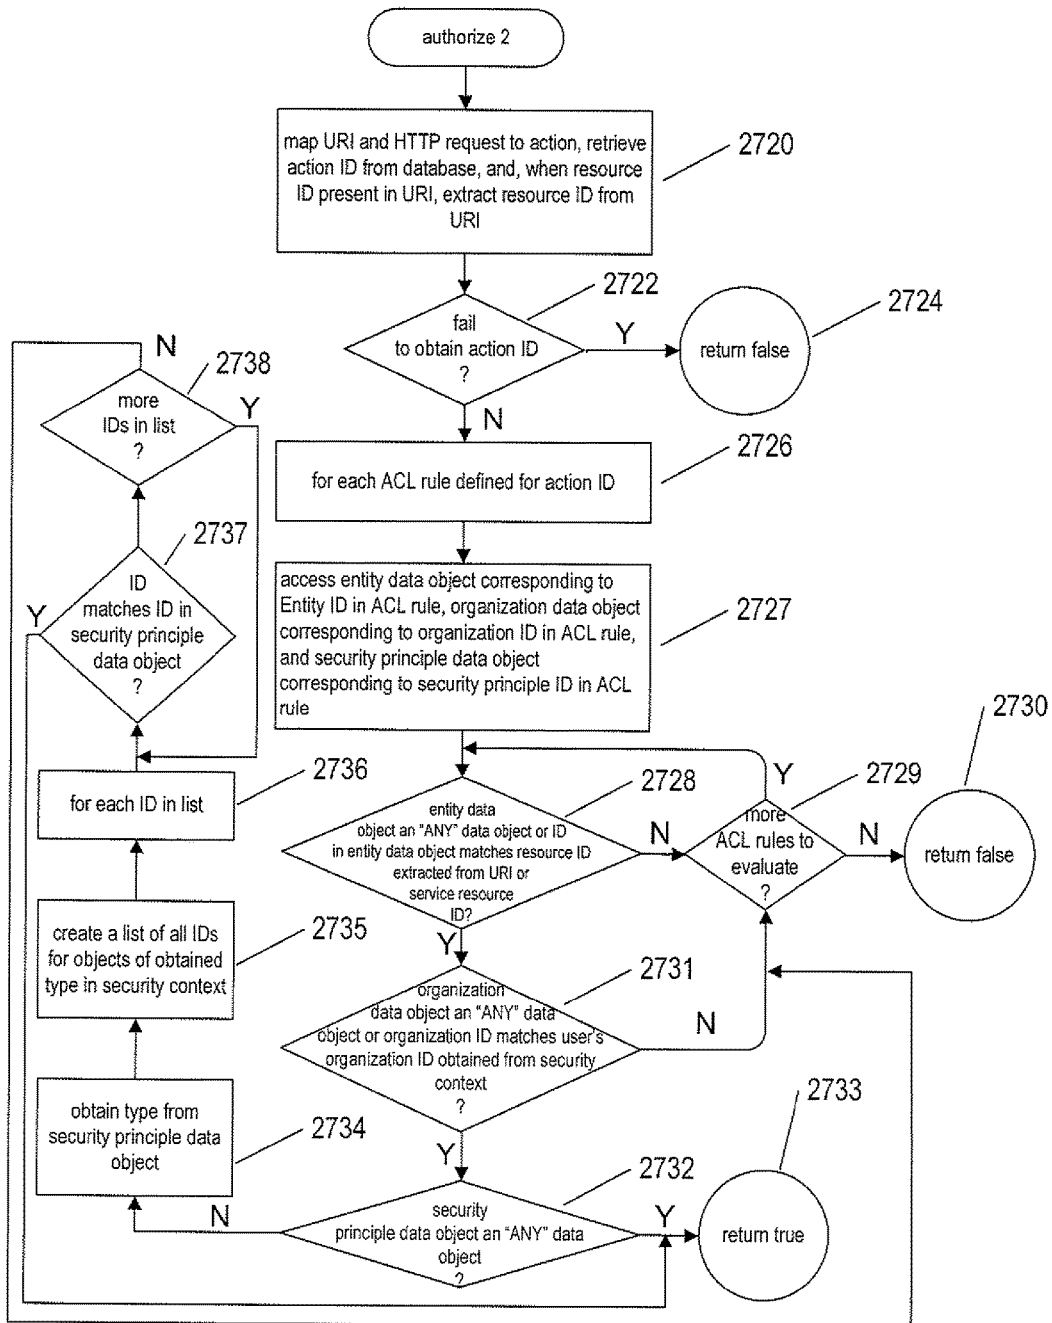 authorize 2
map URI and HTTP request to action, retrieve
action ID from database, and, when resource
ID present in URI, extract resource ID from
URI
2720
fail
to obtain action ID
?
2722
Y
return false
2724
N
for each ACL rule defined for action ID
2726
access entity data object corresponding to
Entity ID in ACL rule, organization data object
corresponding to organization ID in ACL rule,
and security principle data object
corresponding to security principle ID in ACL
rule
2727
entity data
object an "ANY" data object or ID
in entity data object matches resource ID
extracted from URI or
service resource
ID?
2728
N
Y
more
ACL rules to
evaluate
?
2729
Y
N
return false
2730
organization
data object an "ANY" data
object or organization ID matches user's
organization ID obtained from security
context
?
2731
N
Y
security
principle data object an "ANY" data
object
?
2732
Y
return true
2733
N
obtain type from
security principle data
object
2734
create a list of all IDs
for objects of obtained
type in security context
2735
for each ID in list
2736
ID
matches ID in
security principle
data object
?
2737
Y
more
IDs in list
?
2738
Y
N